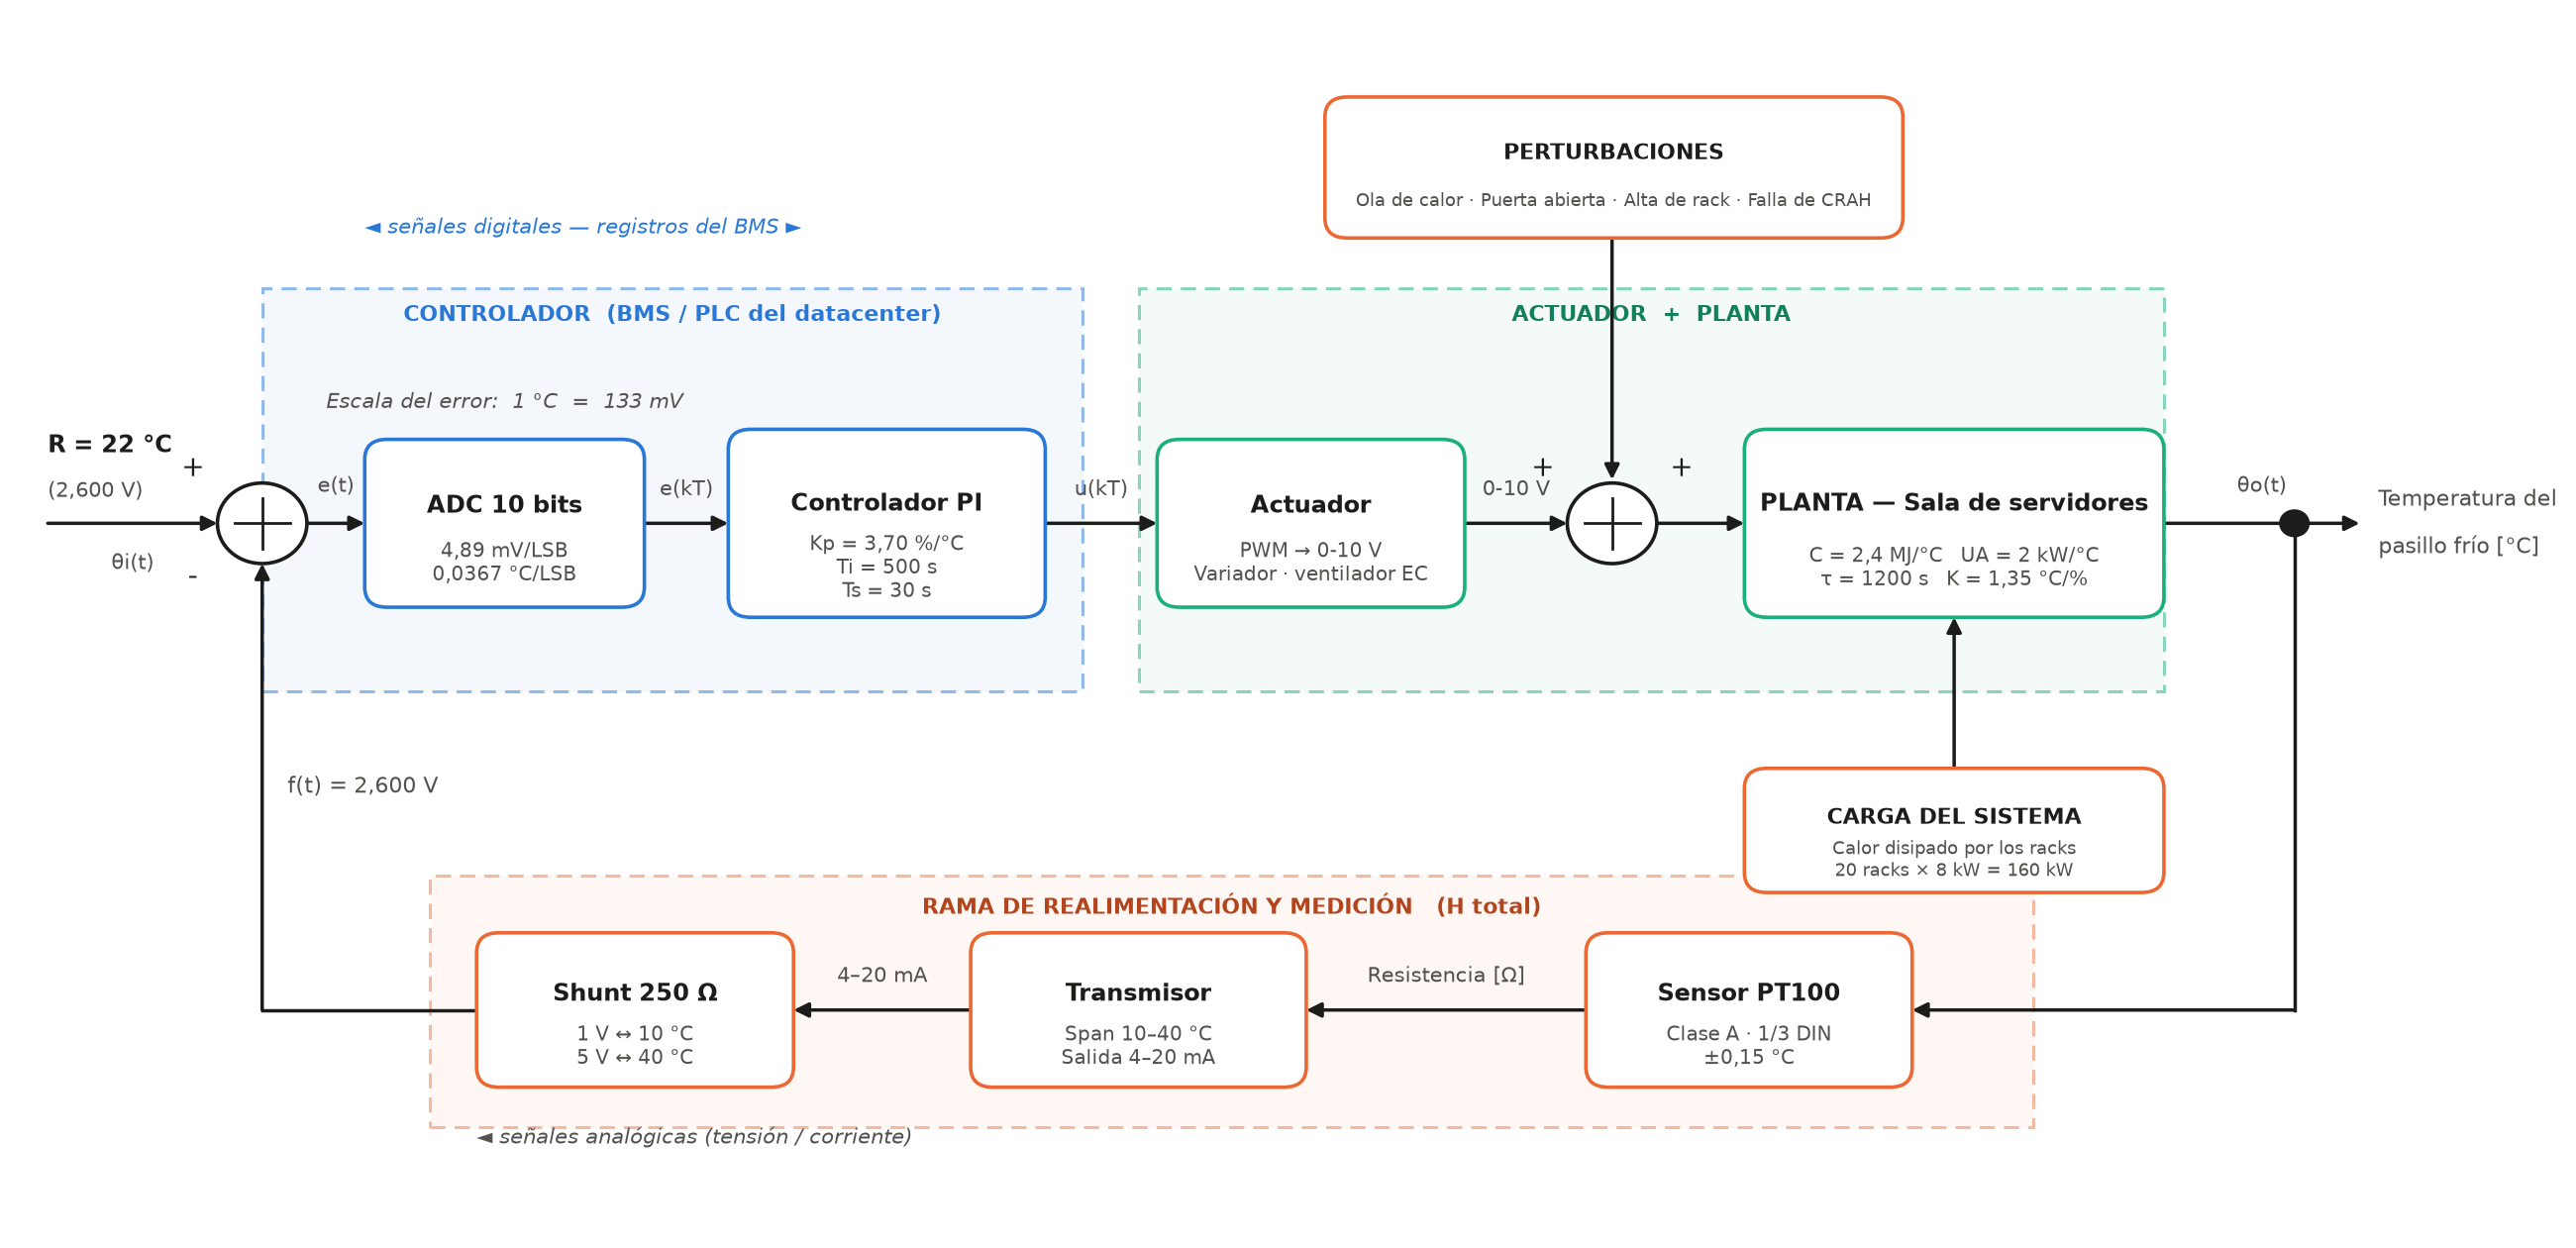 PERTURBACIONES
Ola de calor · Puerta abierta · Alta de rack · Falla de CRAH
◄ señales digitales — registros del BMS ►
CONTROLADOR (BMS / PLC del datacenter)
ACTUADOR + PLANTA
Escala del error: 1 °C = 133 mV
R = 22 °C
+
(2,600 V)
θi(t)
-
e(t)
ADC 10 bits
4,89 mV/LSB
0,0367 °C/LSB
e(kT)
Controlador PI
Kp = 3,70 %/°C
Ti = 500 s
Ts = 30 s
u(kT)
Actuador
PWM → 0-10 V
Variador · ventilador EC
0-10 V
+
+
PLANTA — Sala de servidores
C = 2,4 MJ/°C UA = 2 kW/°C
τ = 1200 s K = 1,35 °C/%
θo(t)
Temperatura del
pasillo frío [°C]
f(t) = 2,600 V
CARGA DEL SISTEMA
Calor disipado por los racks
20 racks × 8 kW = 160 kW
RAMA DE REALIMENTACIÓN Y MEDICIÓN (H total)
Shunt 250 Ω
1 V ↔ 10 °C
5 V ↔ 40 °C
4–20 mA
Transmisor
Span 10–40 °C
Salida 4–20 mA
Resistencia [Ω]
Sensor PT100
Clase A · 1/3 DIN
±0,15 °C
◄ señales analógicas (tensión / corriente)